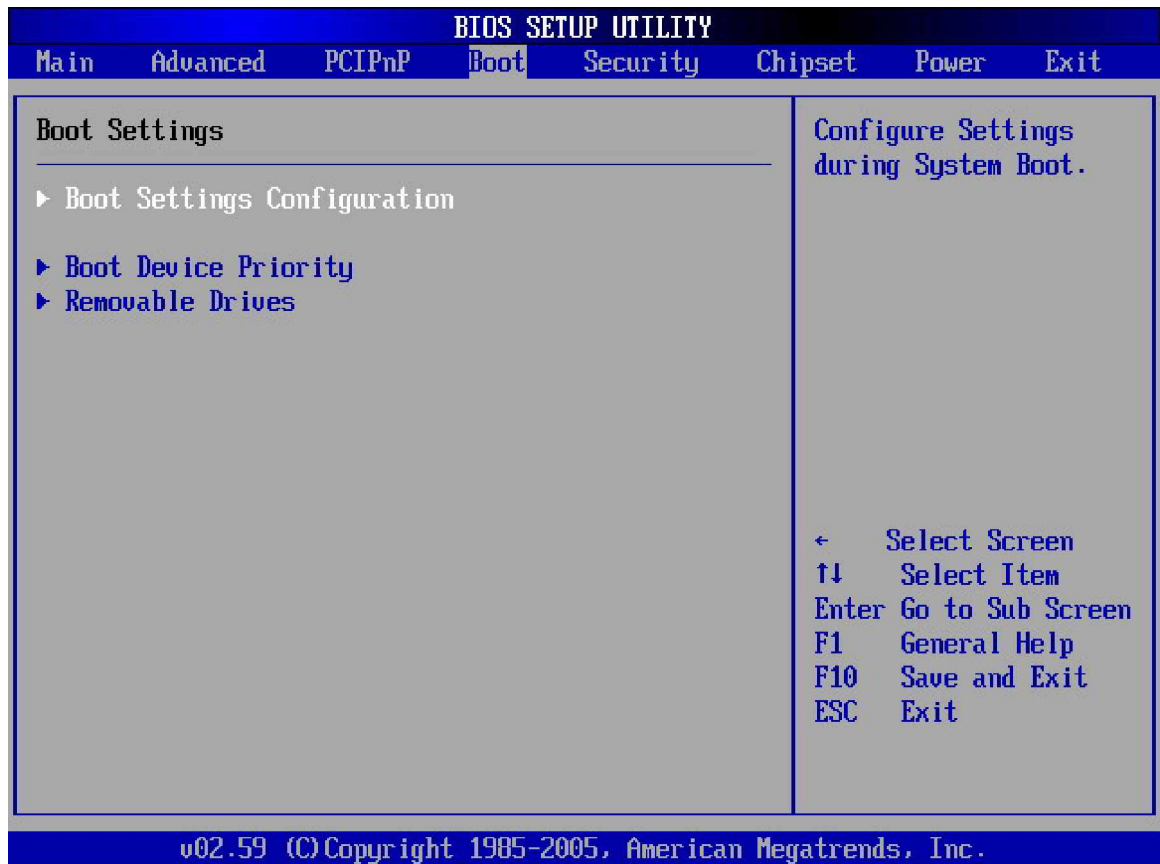 BIOS SETUP UTILITY
Main Advanced PCIPnP Boot Security Chipset Power Exit
Boot Settings
▶ Boot Settings Configuration
▶ Boot Device Priority
▶ Removable Drives
Configure Settings
during System Boot.
← Select Screen
↑↓ Select Item
Enter Go to Sub Screen
F1 General Help
F10 Save and Exit
ESC Exit
v02.59 (C)Copyright 1985-2005, American Megatrends, Inc.